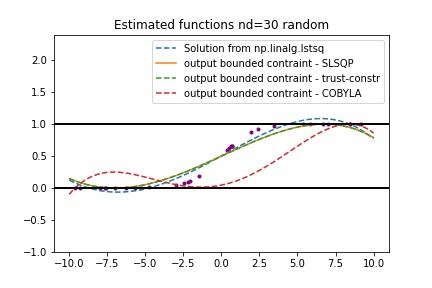 Estimated functions nd=30 random
Solution from np.linalg.lstsq
output bounded contraint - SLSQP
output bounded contraint - trust-constr
output bounded contraint - COBYLA
2.0
1.5
1.0
0.5
0.0
−0.5
−1.0
−10.0 −7.5 −5.0 −2.5 0.0 2.5 5.0 7.5 10.0